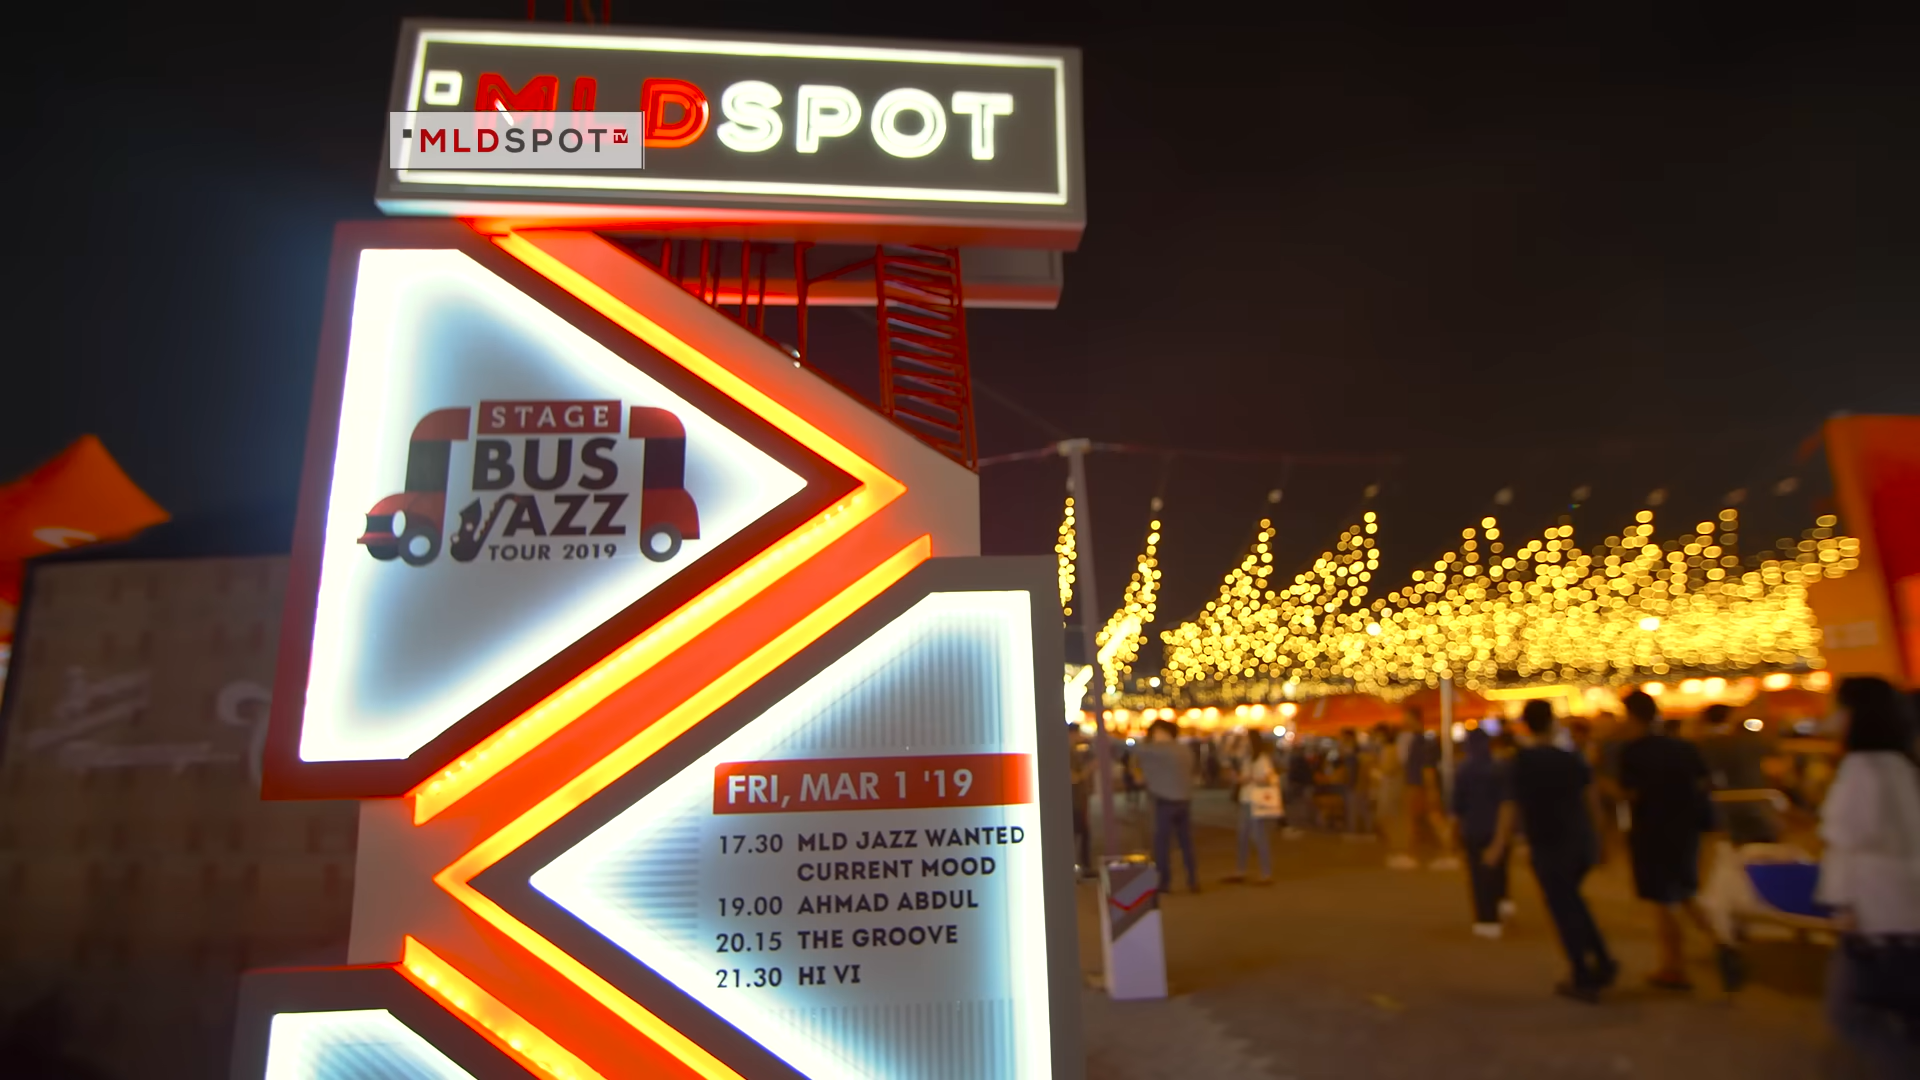 MLDSPOT
MLDSPOT TV
STAGE
BUS
JAZZ
TOUR 2019
FRI, MAR 1 '19
17.30 MLD JAZZ WANTED
CURRENT MOOD
19.00 AHMAD ABDUL
20.15 THE GROOVE
21.30 HI VI